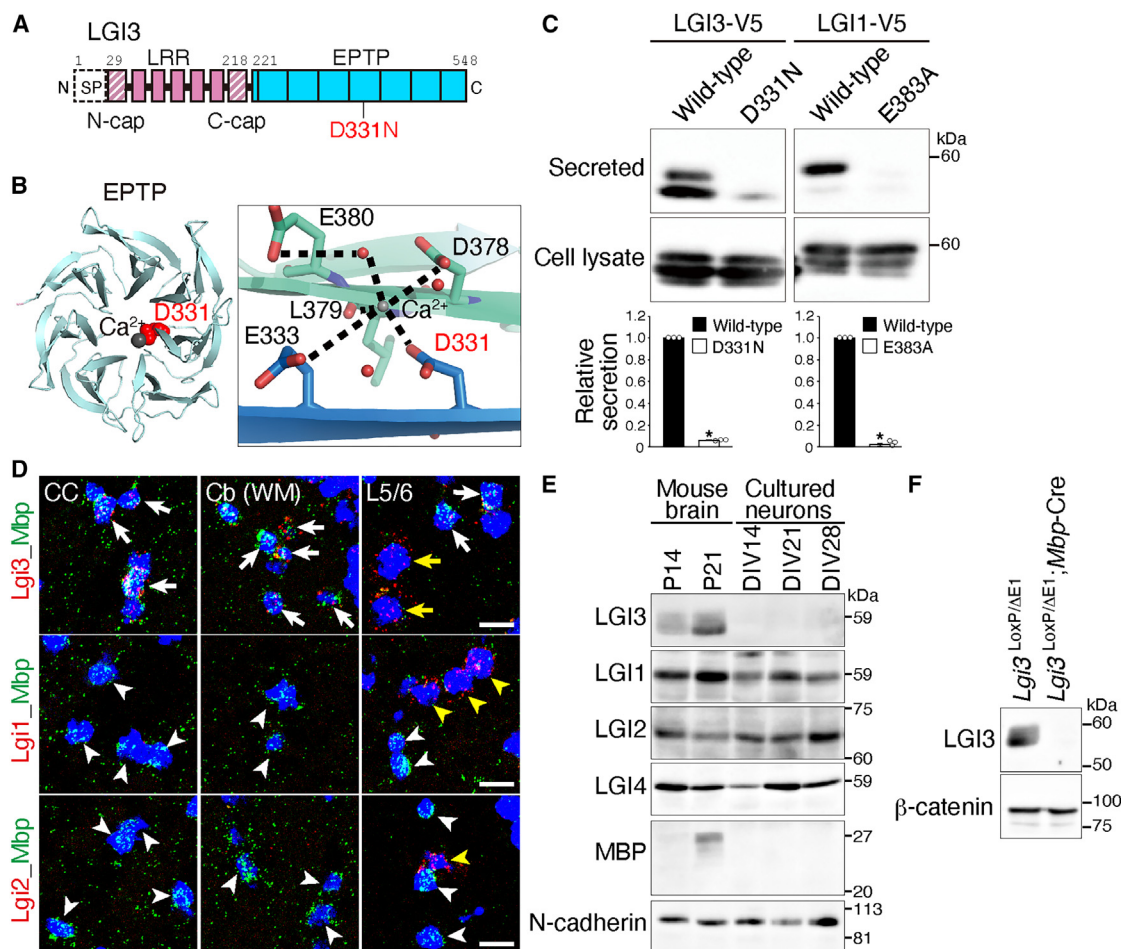 A
LGI3
1 29 LRR 218 221 EPTP 548
N SP C
N-cap C-cap D331N
B
EPTP
Ca2+ D331
E380
D378
L379 Ca2+
E333 D331
C
LGI3-V5 LGI1-V5
Wild-type D331N Wild-type E383A
kDa
Secreted 60
Cell lysate 60
Relative secretion
1.2 1.0 0.8 0.6 0.4 0.2 0
Wild-type
D331N
*
1.2 1.0 0.8 0.6 0.4 0.2 0
Wild-type
E383A
*
D
CC Cb (WM) L5/6
Lgi3_Mbp
Lgi1_Mbp
Lgi2_Mbp
E
Mouse brain Cultured neurons
P14 P21 DIV14 DIV21 DIV28
kDa
LGI3 59
LGI1 59
LGI2 75 60
LGI4 59
MBP 27 20
N-cadherin 113 81
F
Lgi3LoxP/ΔE1
Lgi3LoxP/ΔE1;Mbp-Cre
kDa
LGI3 60 50
β-catenin 100 75